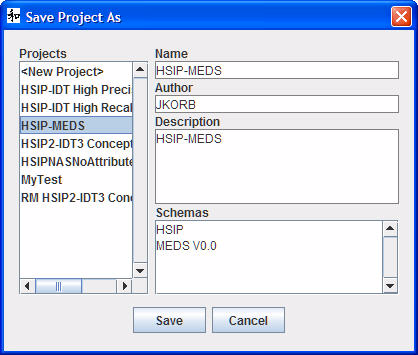 Save Project As
Projects
<New Project>
HSIP-IDT High Precis
HSIP-IDT High Recal
HSIP-MEDS
HSIP2-IDT3 Concept
HSIPNASNoAttribute
MyTest
RM HSIP2-IDT3 Conc
Name
HSIP-MEDS
Author
JKORB
Description
HSIP-MEDS
Schemas
HSIP
MEDS V0.0
Save
Cancel